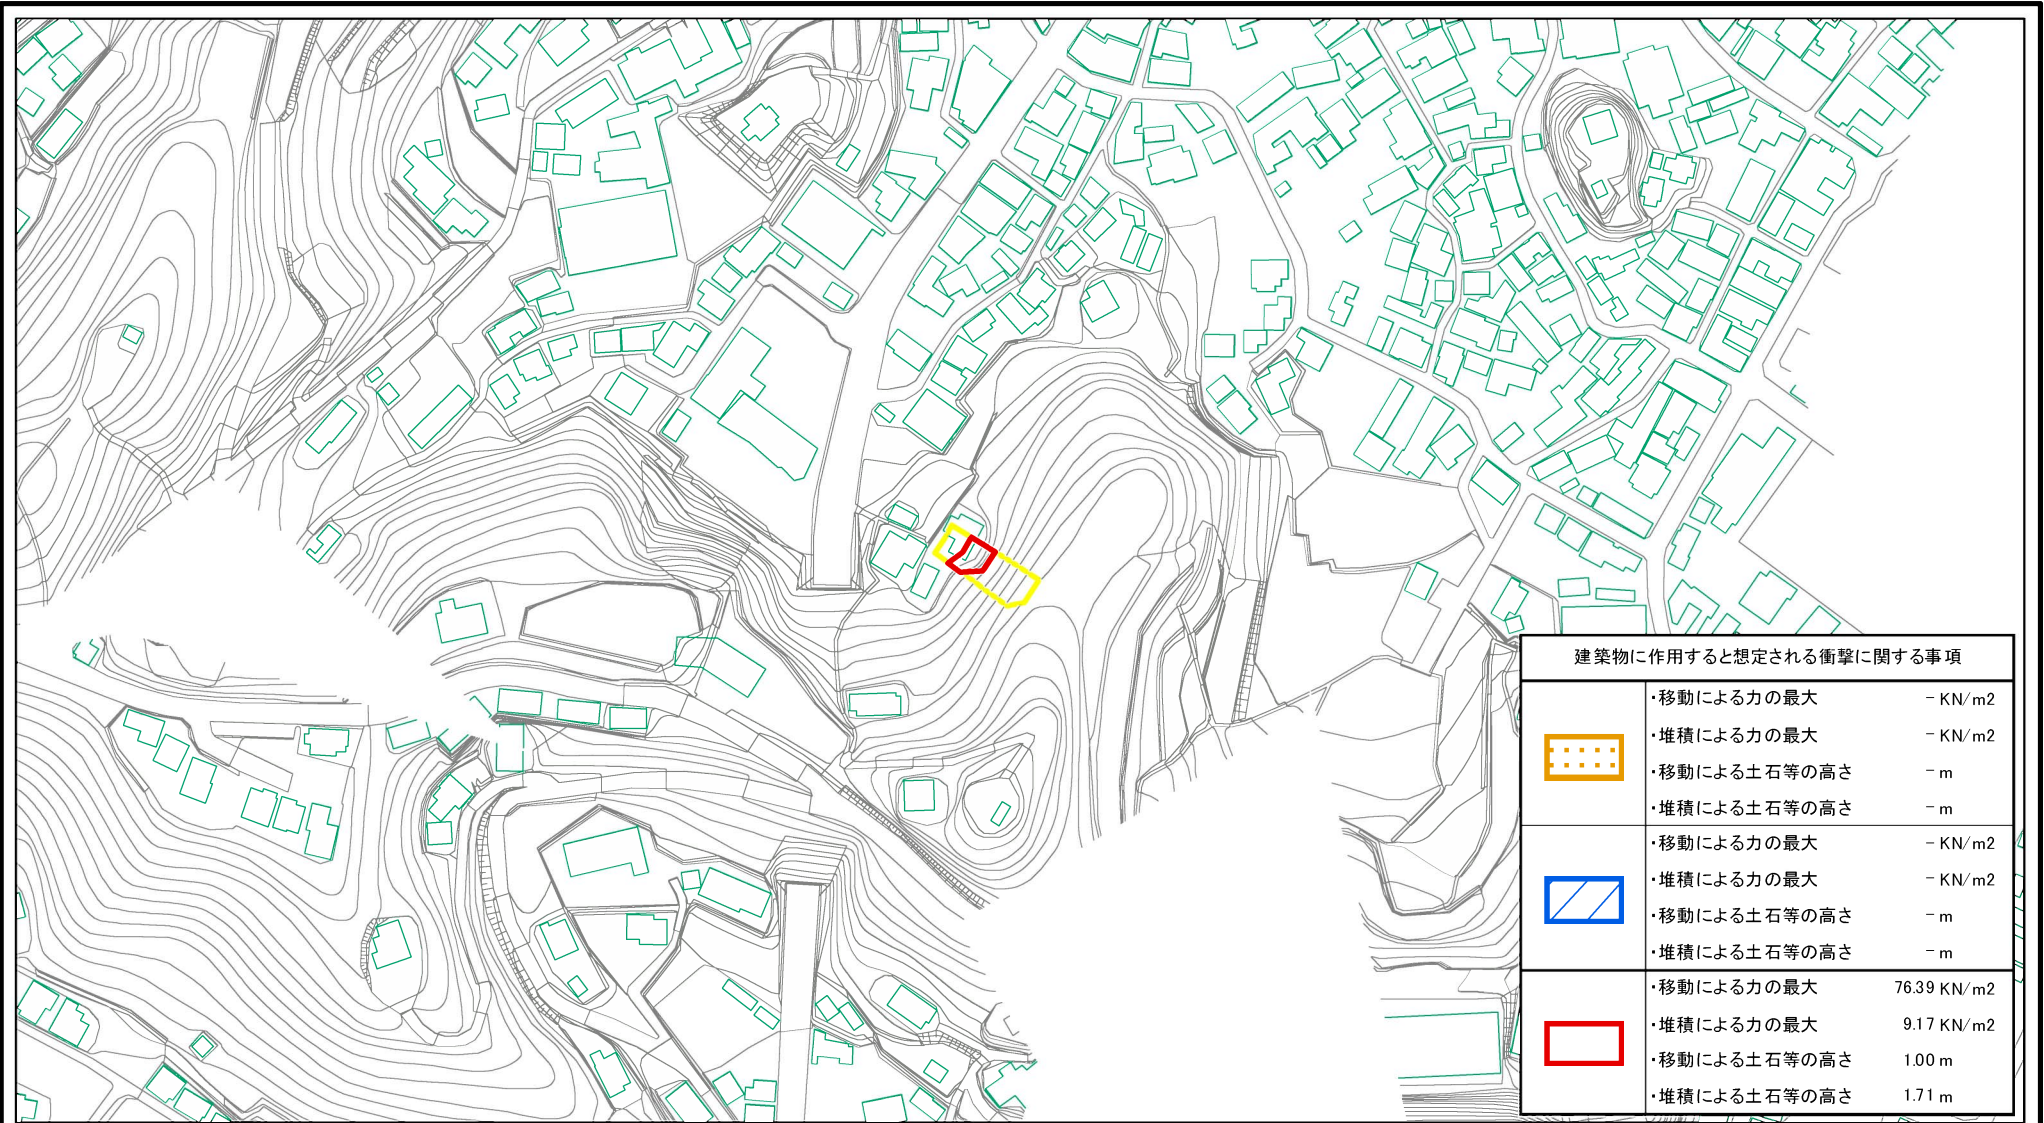 建築物に作用すると想定される衝撃に関する事項
・移動による力の最大 - KN/m2
・堆積による力の最大 - KN/m2
・移動による土石等の高さ - m
・堆積による土石等の高さ - m
・移動による力の最大 - KN/m2
・堆積による力の最大 - KN/m2
・移動による土石等の高さ - m
・堆積による土石等の高さ - m
・移動による力の最大 76.39 KN/m2
・堆積による力の最大 9.17 KN/m2
・移動による土石等の高さ 1.00 m
・堆積による土石等の高さ 1.71 m